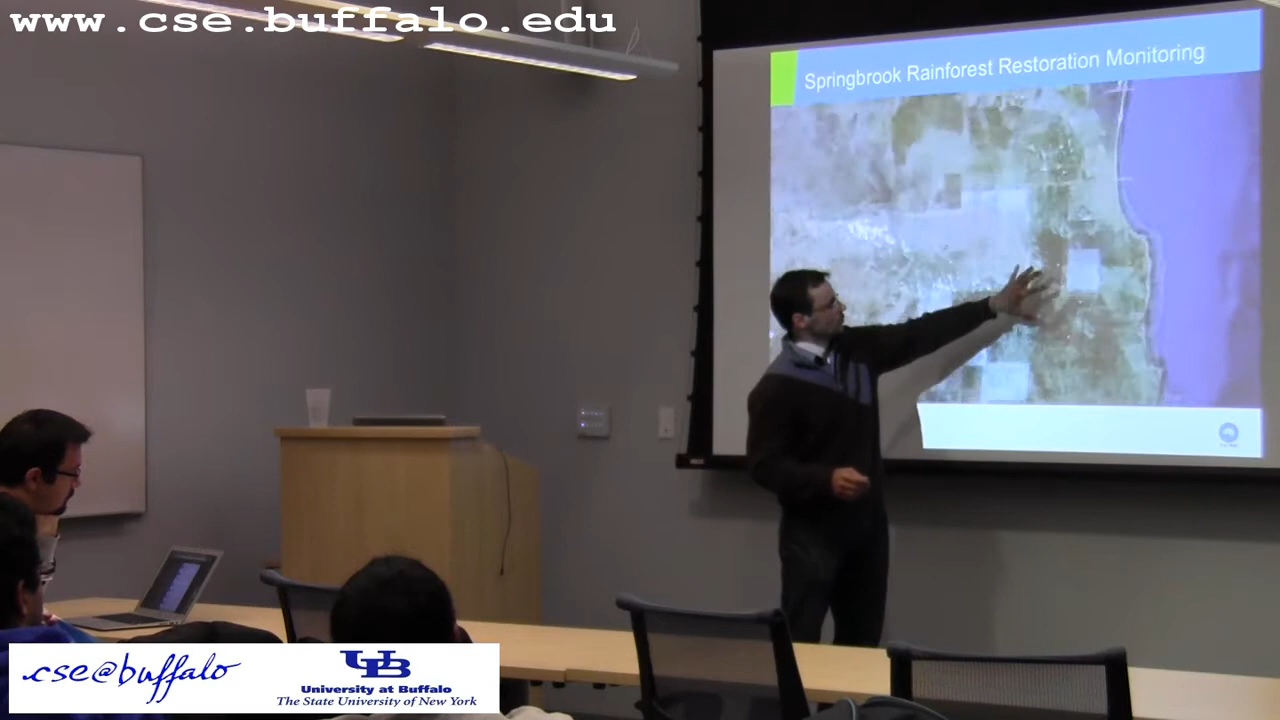 www.cse.buffalo.edu
Springbrook Rainforest Restoration Monitoring
cse@buffalo
UB
University at Buffalo
The State University of New York